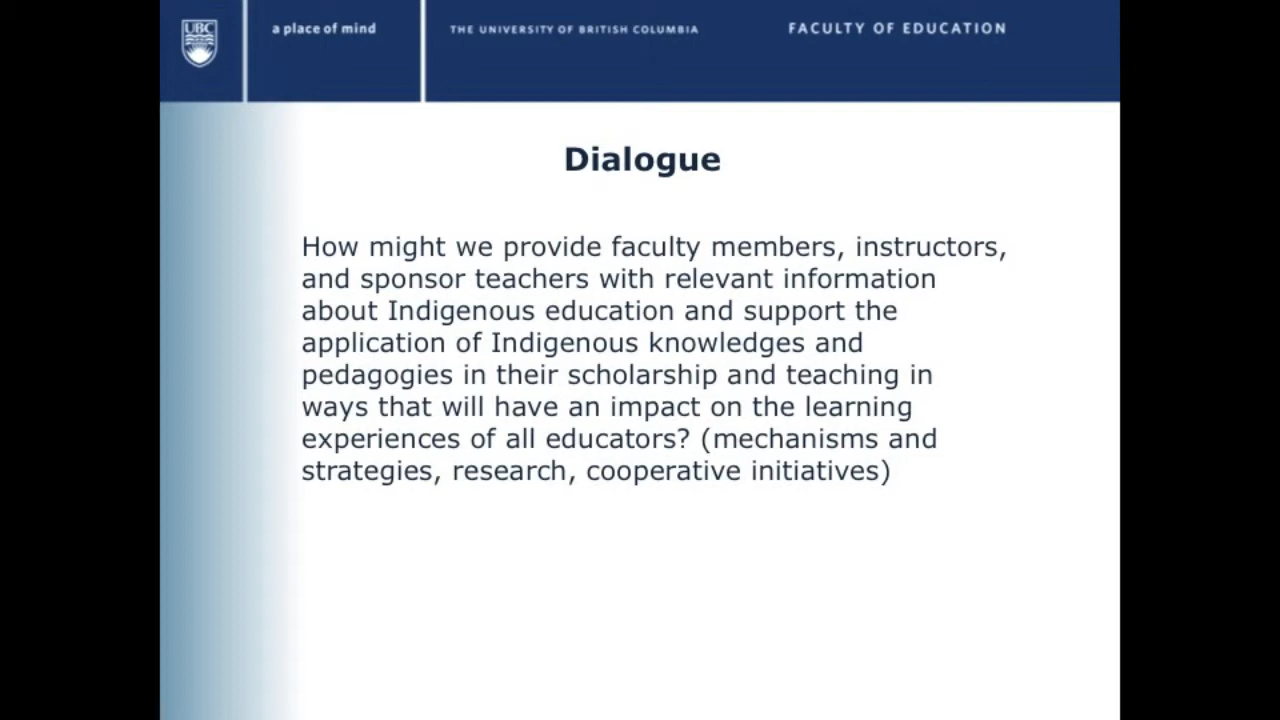 UBC
a place of mind
THE UNIVERSITY OF BRITISH COLUMBIA
FACULTY OF EDUCATION
Dialogue
How might we provide faculty members, instructors,
and sponsor teachers with relevant information
about Indigenous education and support the
application of Indigenous knowledges and
pedagogies in their scholarship and teaching in
ways that will have an impact on the learning
experiences of all educators? (mechanisms and
strategies, research, cooperative initiatives)